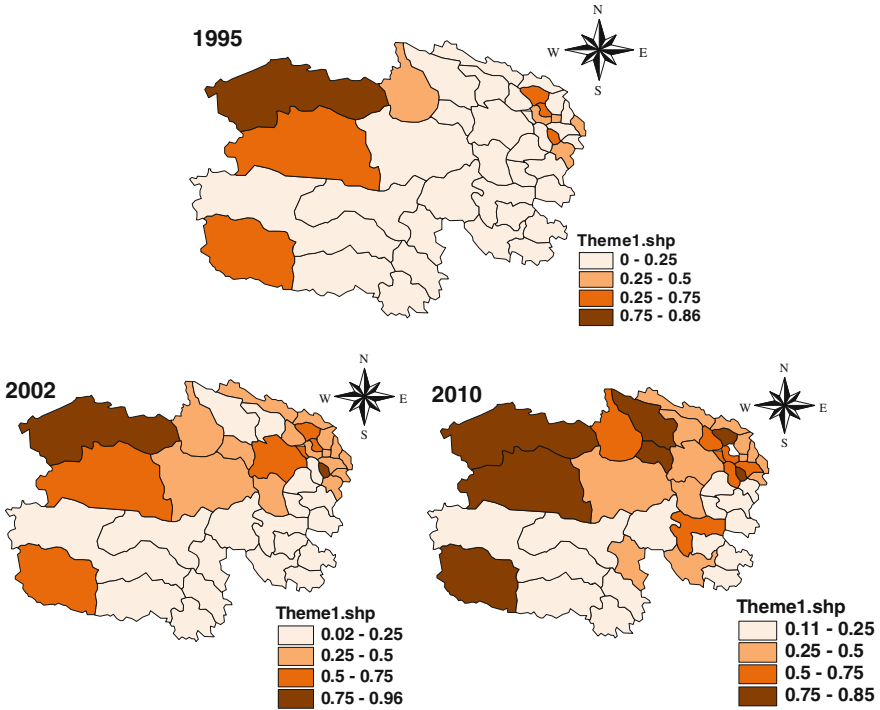 1995
N
W E
S
Theme1.shp
0 - 0.25
0.25 - 0.5
0.25 - 0.75
0.75 - 0.86
2002
N
W E
S
Theme1.shp
0.02 - 0.25
0.25 - 0.5
0.5 - 0.75
0.75 - 0.96
2010
N
W E
S
Theme1.shp
0.11 - 0.25
0.25 - 0.5
0.5 - 0.75
0.75 - 0.85